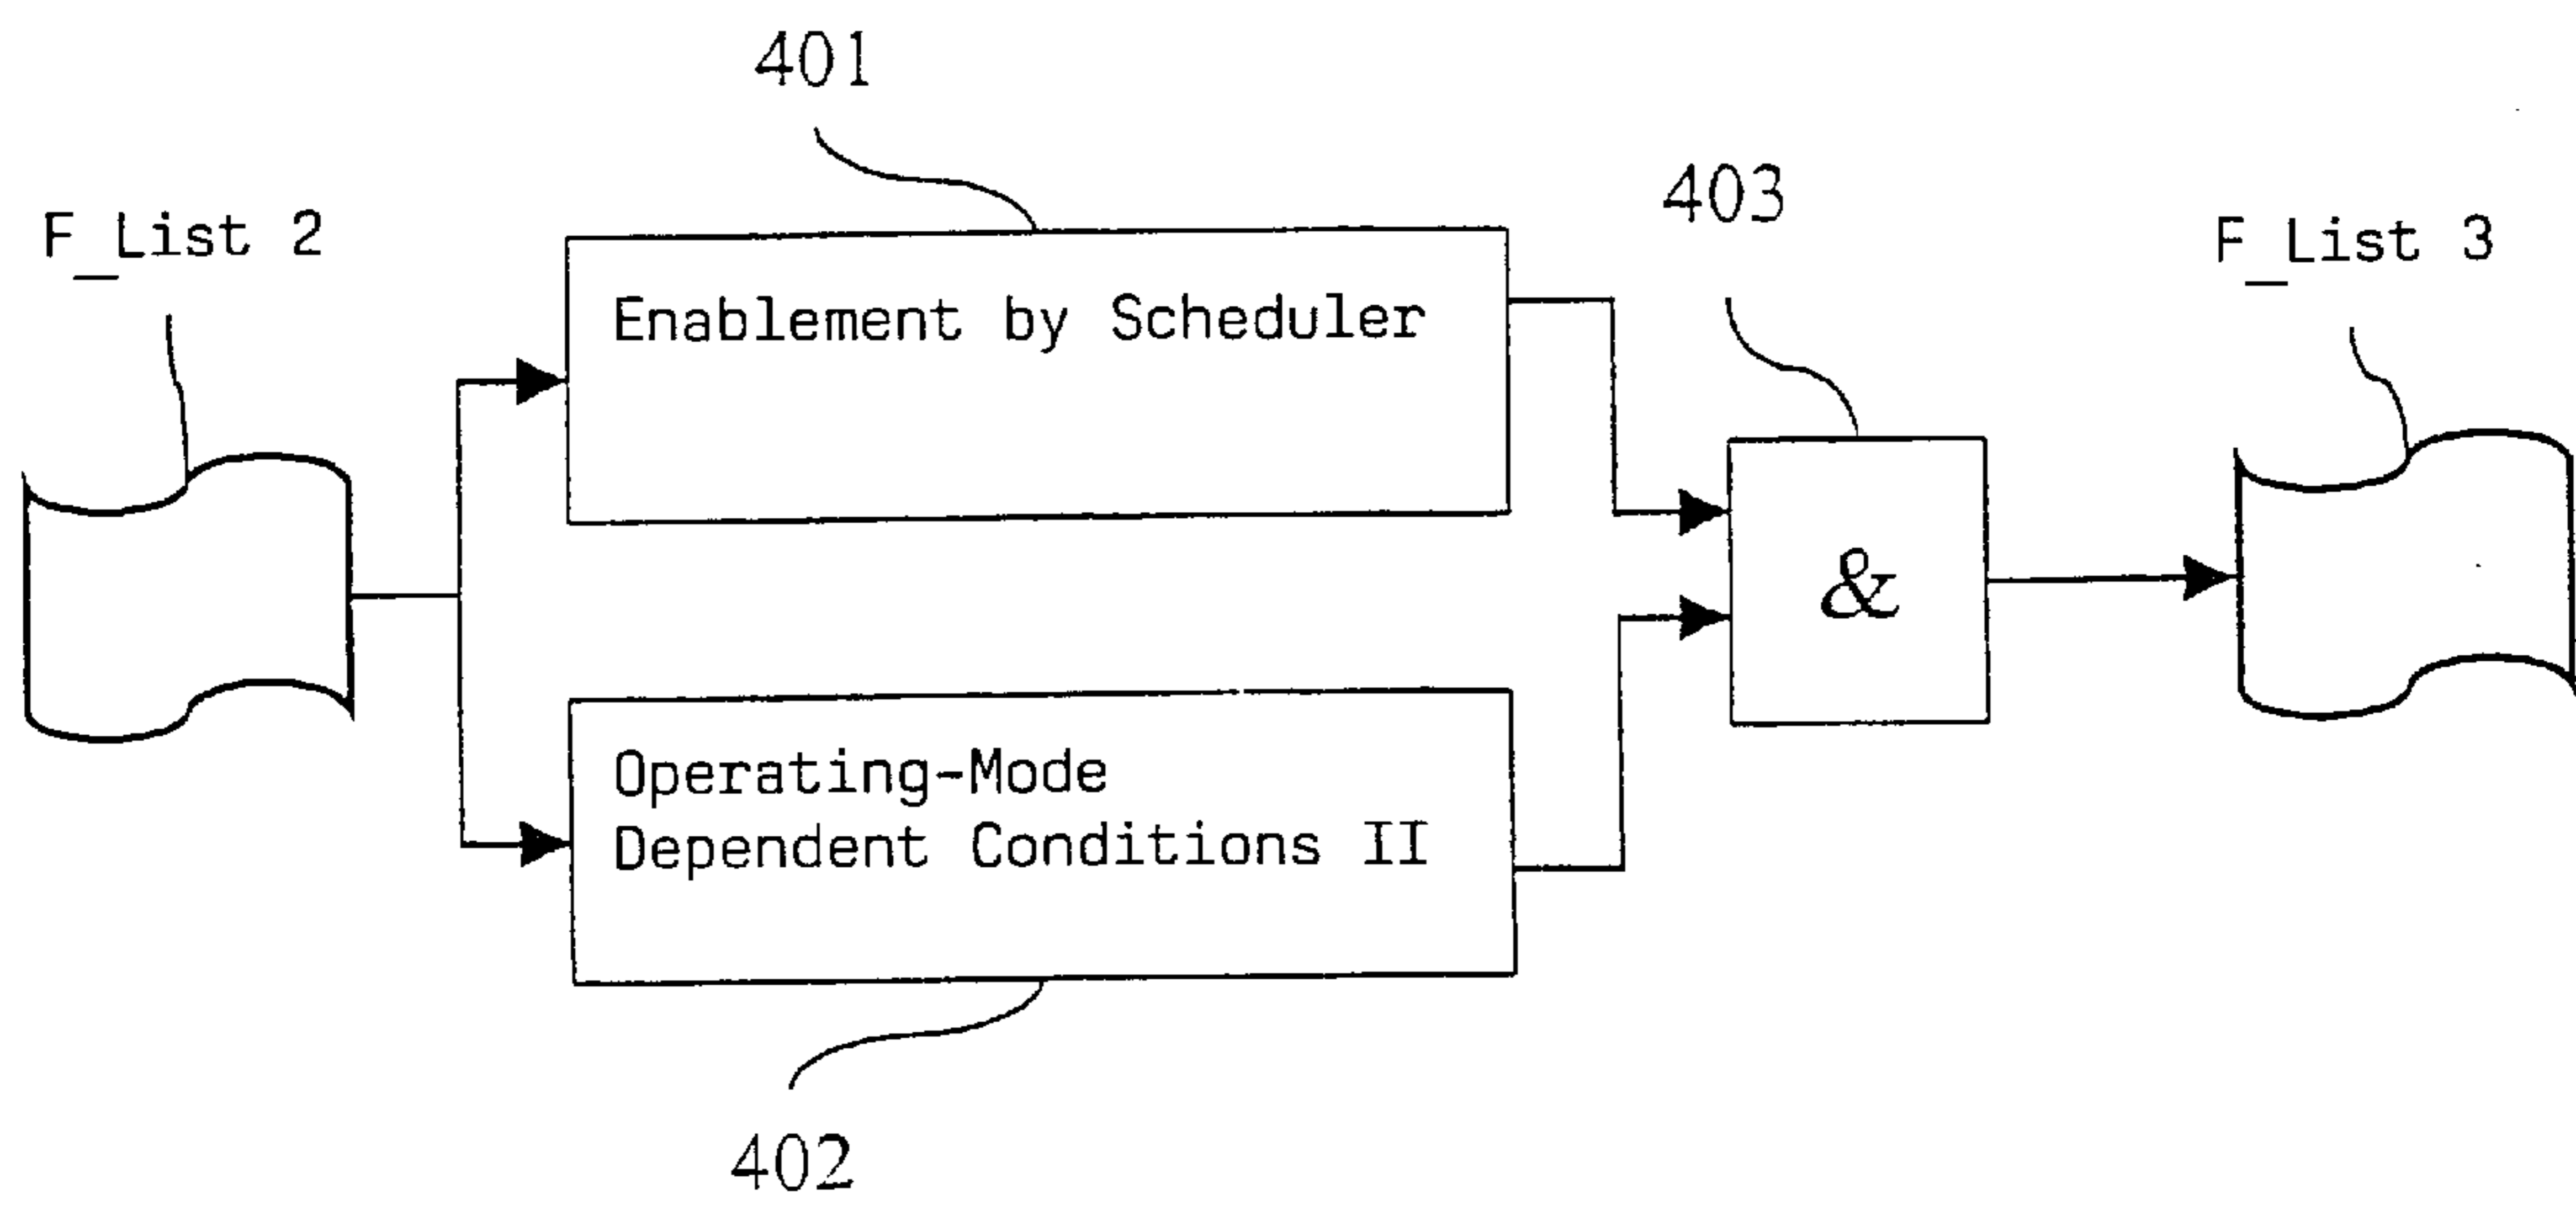 401
403
F_List 2
F_List 3
Enablement by Scheduler
&
Operating-Mode
Dependent Conditions II
402